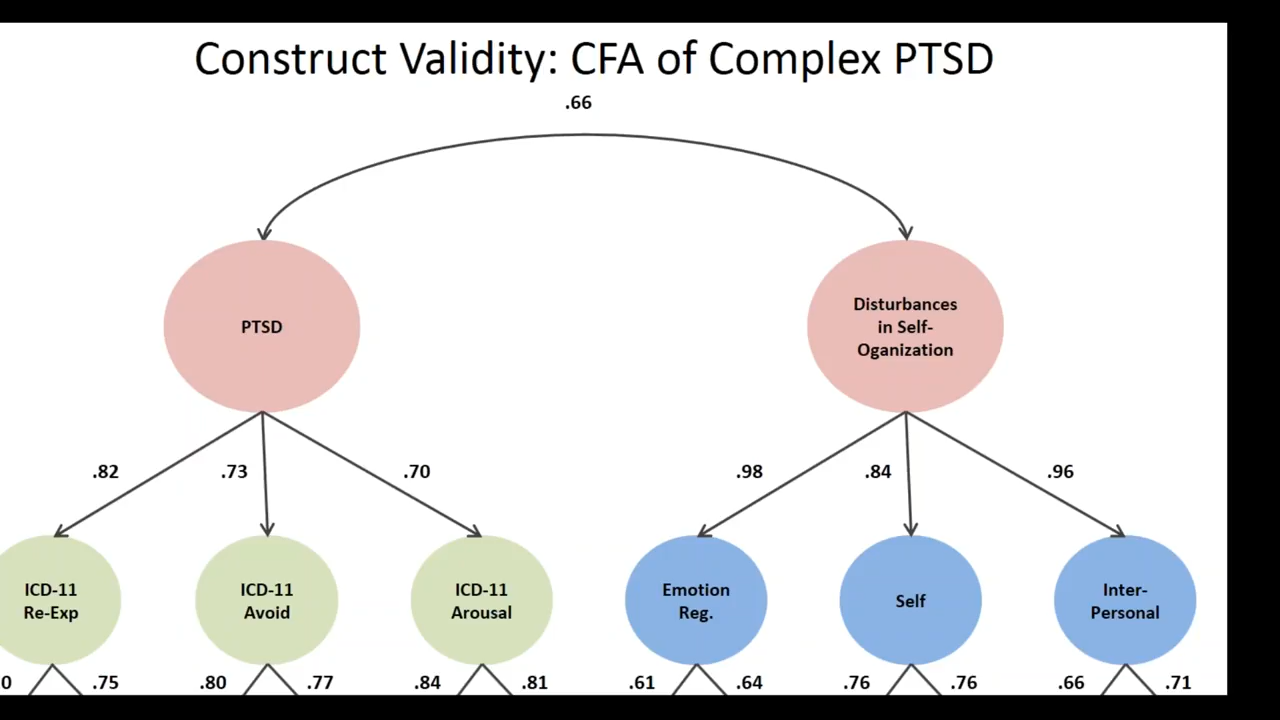 Construct Validity: CFA of Complex PTSD
.66
PTSD
Disturbances
in Self-
Oganization
.82
.73
.70
.98
.84
.96
ICD-11
Re-Exp
ICD-11
Avoid
ICD-11
Arousal
Emotion
Reg.
Self
Inter-
Personal
0
.75
.80
.77
.84
.81
.61
.64
.76
.76
.66
.71